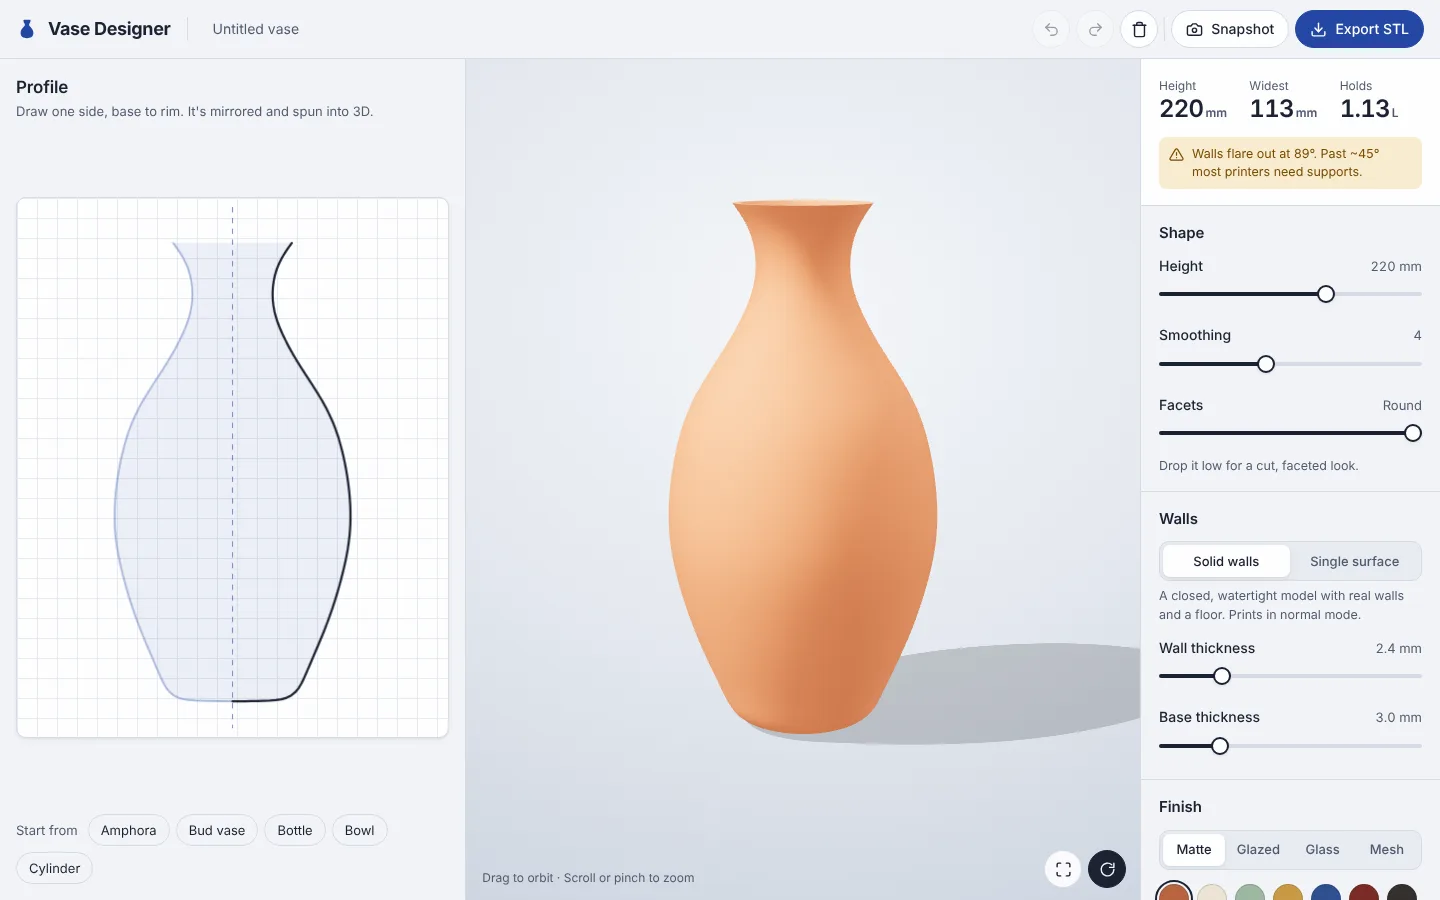 Vase Designer
Untitled vase
Snapshot
Export STL
Profile
Draw one side, base to rim. It's mirrored and spun into 3D.
Start from
Amphora
Bud vase
Bottle
Bowl
Cylinder
Drag to orbit · Scroll or pinch to zoom
Height
Widest
Holds
220 mm
113 mm
1.13 L
Walls flare out at 89°. Past ~45°
most printers need supports.
Shape
Height
220 mm
Smoothing
4
Facets
Round
Drop it low for a cut, faceted look.
Walls
Solid walls
Single surface
A closed, watertight model with real walls
and a floor. Prints in normal mode.
Wall thickness
2.4 mm
Base thickness
3.0 mm
Finish
Matte
Glazed
Glass
Mesh